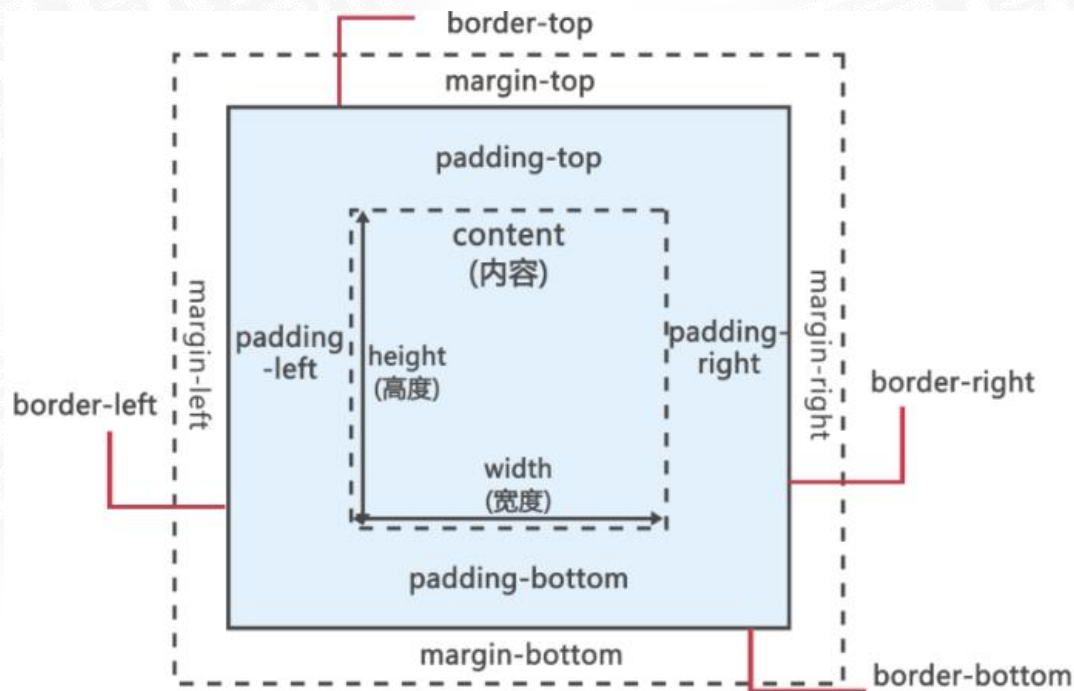 border-top
margin-top
padding-top
content
(内容)
margin-left
padding
-left
height
(高度)
padding-
right
margin-right
border-left
border-right
width
(宽度)
padding-bottom
margin-bottom
border-bottom